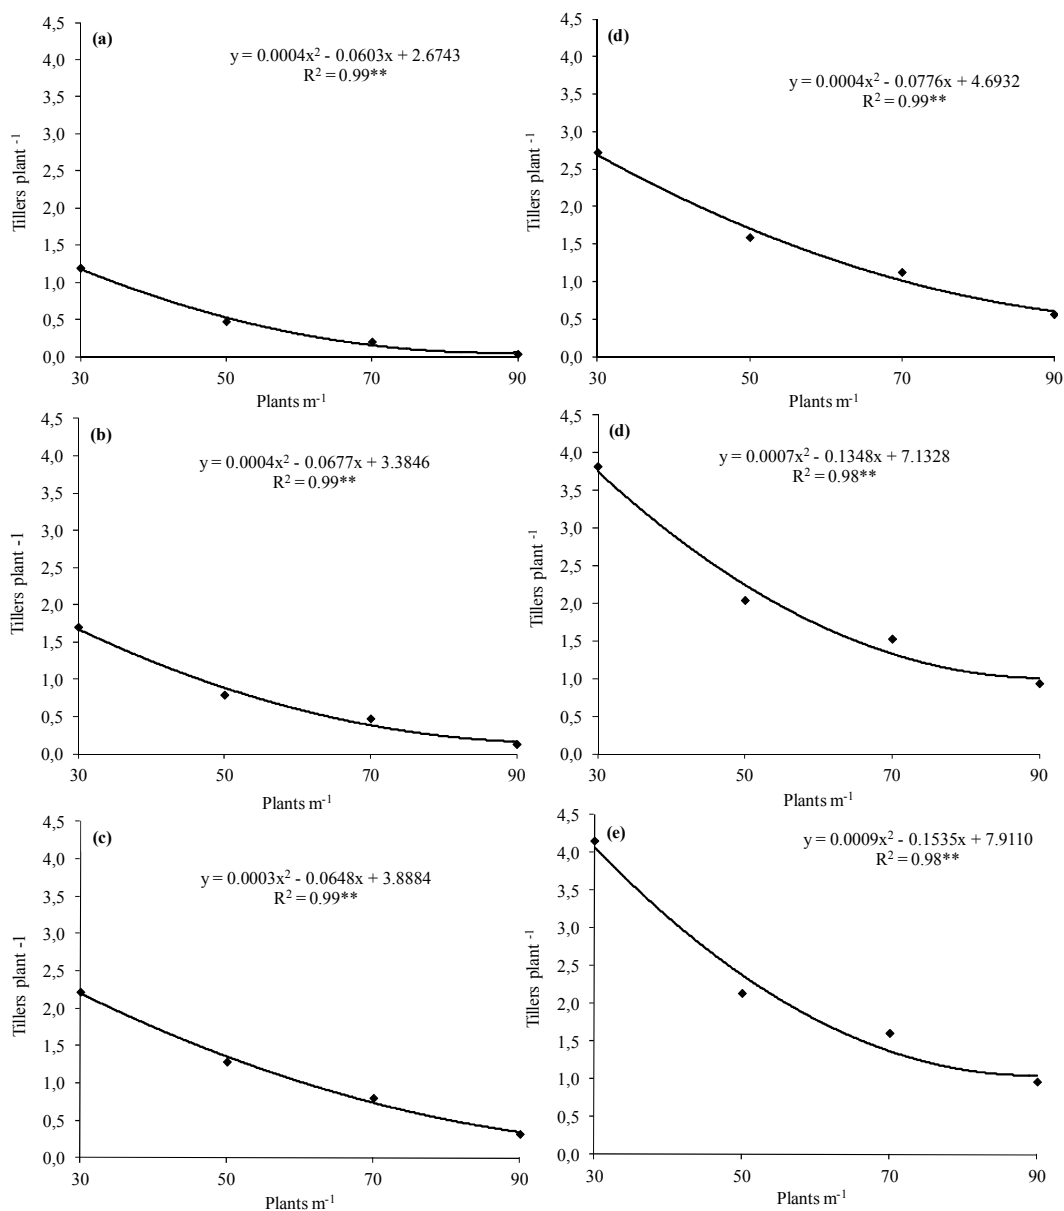 (a)
y = 0.0004x² - 0.0603x + 2.6743
R² = 0.99**
4,5
4,0
3,5
3,0
2,5
2,0
1,5
1,0
0,5
0,0
Tillers plant ⁻¹
30 50 70 90
Plants m⁻¹
(d)
y = 0.0004x² - 0.0776x + 4.6932
R² = 0.99**
4,5
4,0
3,5
3,0
2,5
2,0
1,5
1,0
0,5
0,0
Tillers plant⁻¹
30 50 70 90
Plants m⁻¹
(b)
y = 0.0004x² - 0.0677x + 3.3846
R² = 0.99**
4,5
4,0
3,5
3,0
2,5
2,0
1,5
1,0
0,5
0,0
Tillers plant -1
30 50 70 90
Plants m⁻¹
(d)
y = 0.0007x² - 0.1348x + 7.1328
R² = 0.98**
4,5
4,0
3,5
3,0
2,5
2,0
1,5
1,0
0,5
0,0
Tillers plant⁻¹
30 50 70 90
Plants m⁻¹
(c)
y = 0.0003x² - 0.0648x + 3.8884
R² = 0.99**
4,5
4,0
3,5
3,0
2,5
2,0
1,5
1,0
0,5
0,0
Tillers plant -1
30 50 70 90
Plants m⁻¹
(e)
y = 0.0009x² - 0.1535x + 7.9110
R² = 0.98**
4,5
4,0
3,5
3,0
2,5
2,0
1,5
1,0
0,5
0,0
Tillers plant⁻¹
30 50 70 90
Plants m⁻¹